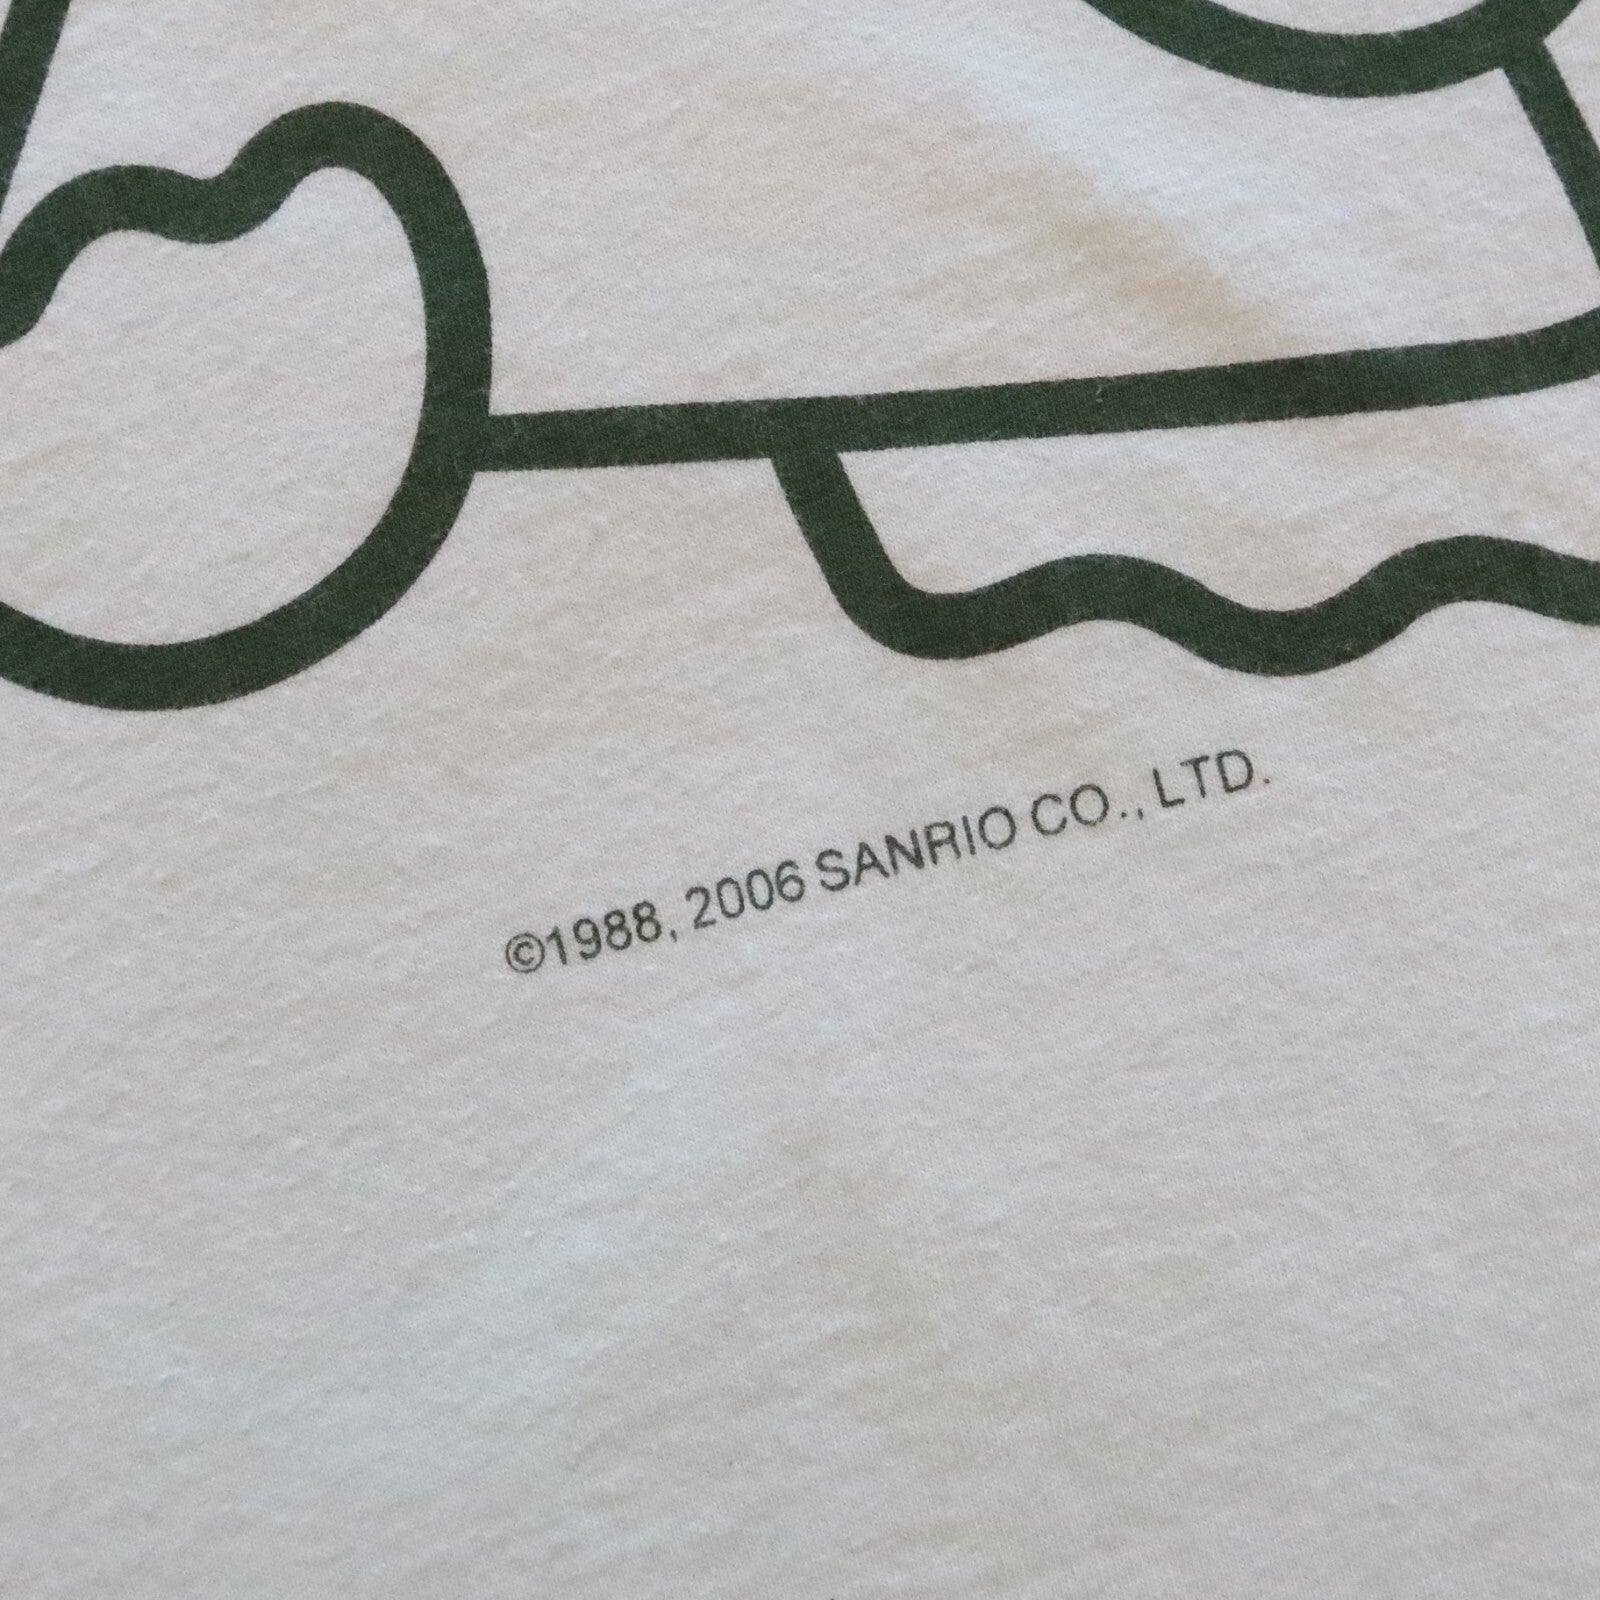 ©1988, 2006 SANRIO CO., LTD.